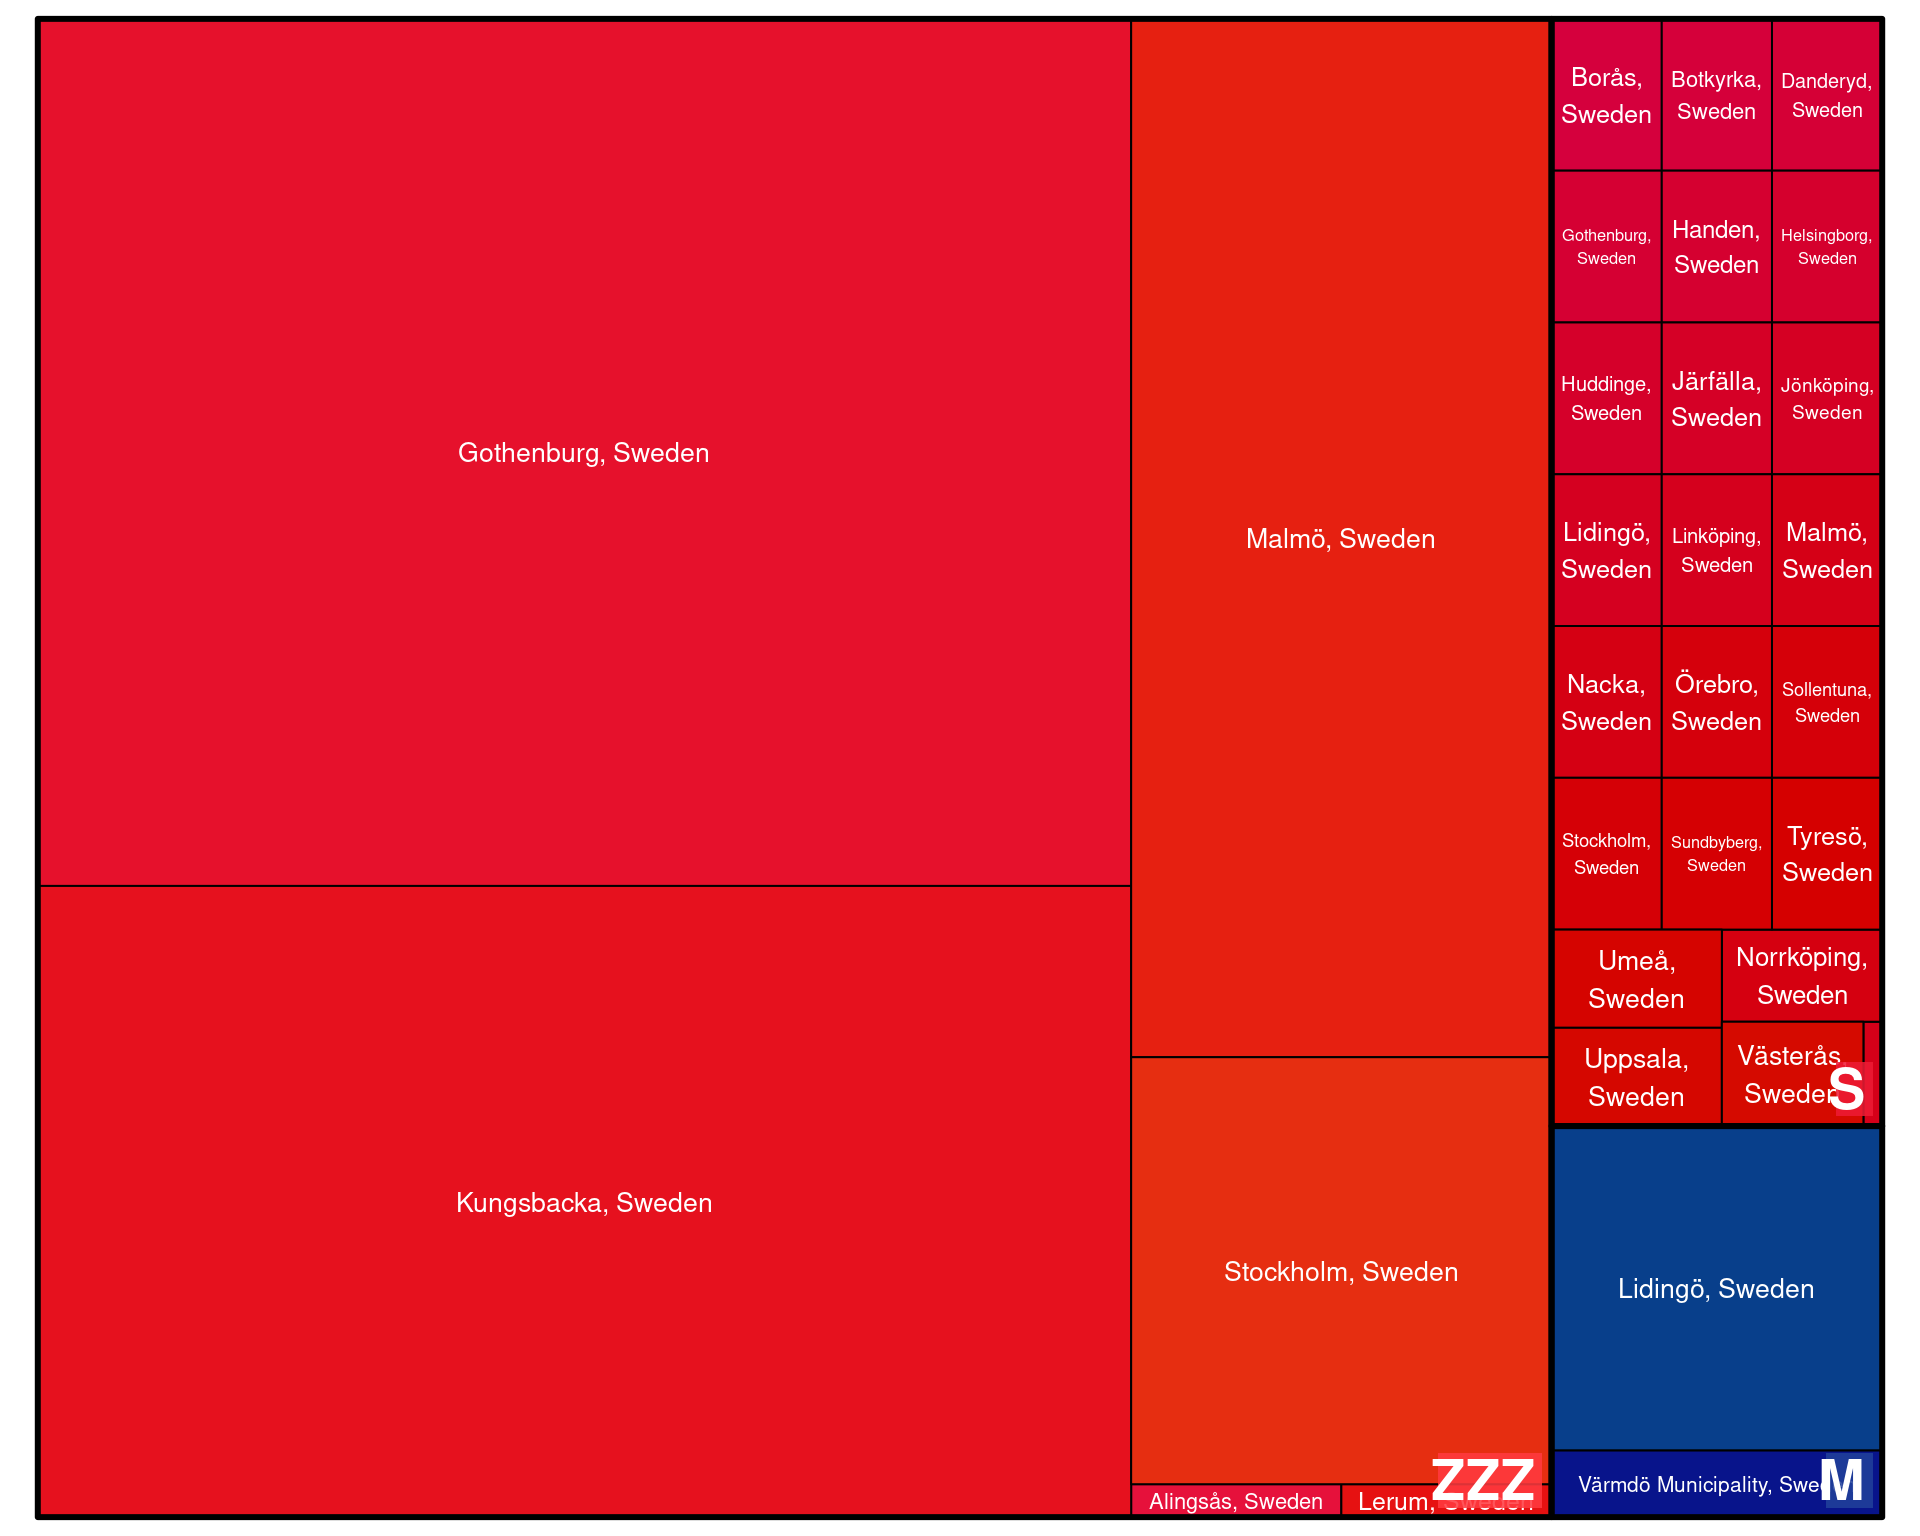 Gothenburg, Sweden
Kungsbacka, Sweden
Malmö, Sweden
Stockholm, Sweden
Alingsås, Sweden
Lerum, Sweden
ZZZ
Borås,
Sweden
Botkyrka,
Sweden
Danderyd,
Sweden
Gothenburg,
Sweden
Handen,
Sweden
Helsingborg,
Sweden
Huddinge,
Sweden
Järfälla,
Sweden
Jönköping,
Sweden
Lidingö,
Sweden
Linköping,
Sweden
Malmö,
Sweden
Nacka,
Sweden
Örebro,
Sweden
Sollentuna,
Sweden
Stockholm,
Sweden
Sundbyberg,
Sweden
Tyresö,
Sweden
Umeå,
Sweden
Norrköping,
Sweden
Uppsala,
Sweden
Västerås,
Sweden
S
Lidingö, Sweden
Värmdö Municipality, Sweden
M